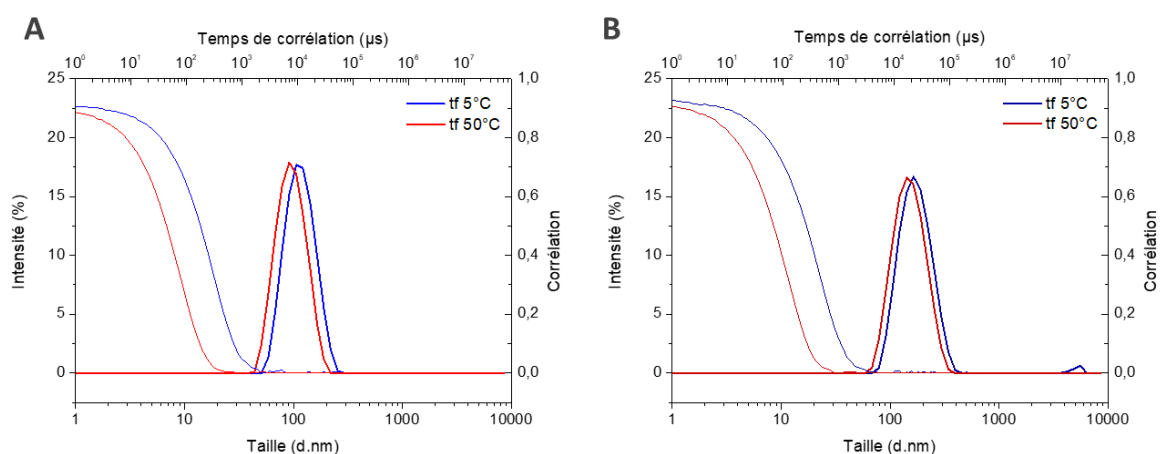 A
Temps de corrélation (µs)
10⁰ 10¹ 10² 10³ 10⁴ 10⁵ 10⁶ 10⁷
25
20
15
10
5
0
Intensité (%)
1,0
0,8
0,6
0,4
0,2
0,0
Corrélation
tf 5°C
tf 50°C
1 10 100 1000 10000
Taille (d.nm)
B
Temps de corrélation (µs)
10⁰ 10¹ 10² 10³ 10⁴ 10⁵ 10⁶ 10⁷
25
20
15
10
5
0
Intensité (%)
1,0
0,8
0,6
0,4
0,2
0,0
Corrélation
tf 5°C
tf 50°C
1 10 100 1000 10000
Taille (d.nm)